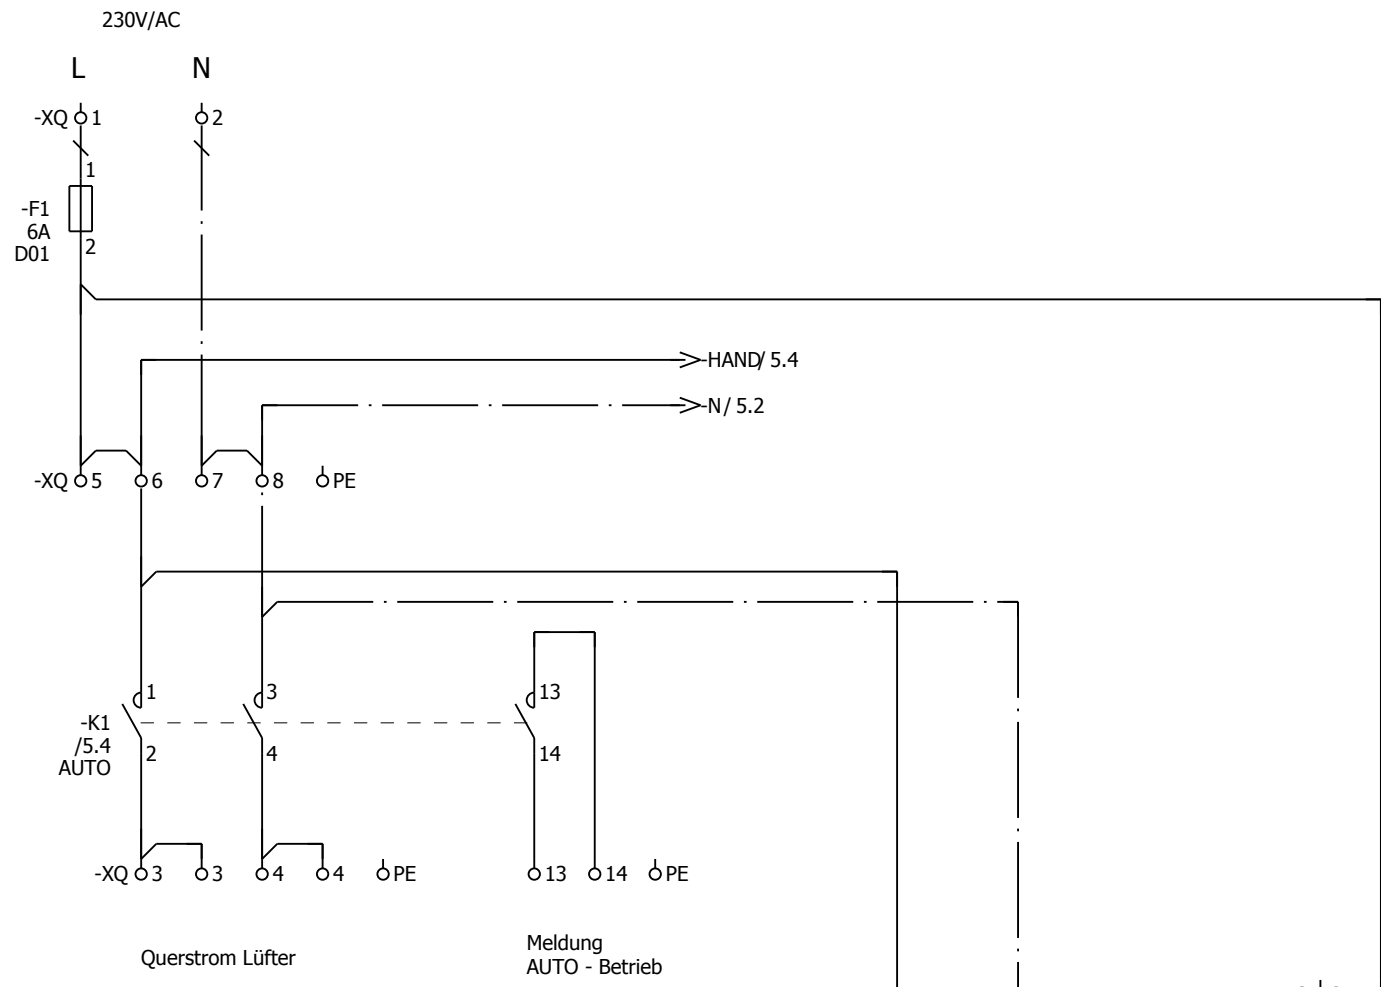 230V/AC
L N
-XQ 1 2
1
-F1
6A
D01
2
-HAND/ 5.4
-N/ 5.2
-XQ 5 6 7 8 PE
1 3 13
-K1
/5.4
AUTO
2 4 14
-XQ 3 3 4 4 PE 13 14 PE
Querstrom Lüfter
Meldung
AUTO - Betrieb